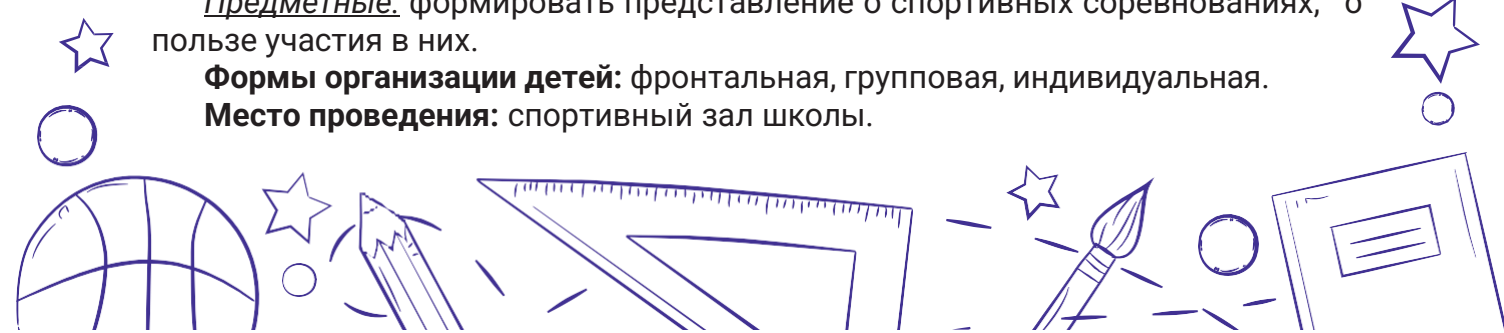 Предметные: формировать представление о спортивных соревнованиях, о
пользе участия в них.
Формы организации детей: фронтальная, групповая, индивидуальная.
Место проведения: спортивный зал школы.